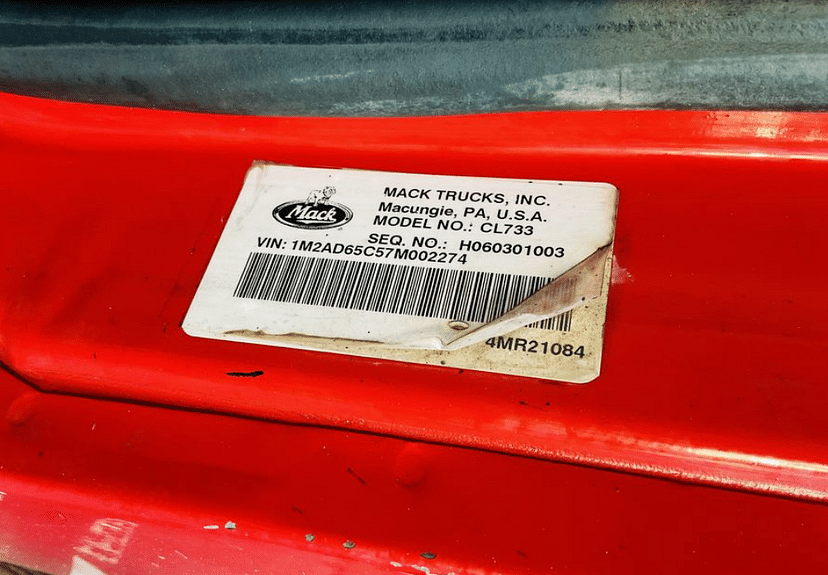 Mack
MACK TRUCKS, INC.
Macungie, PA, U.S.A.
MODEL NO.: CL733
SEQ. NO.: H060301003
VIN: 1M2AD65C57M002274
4MR21084